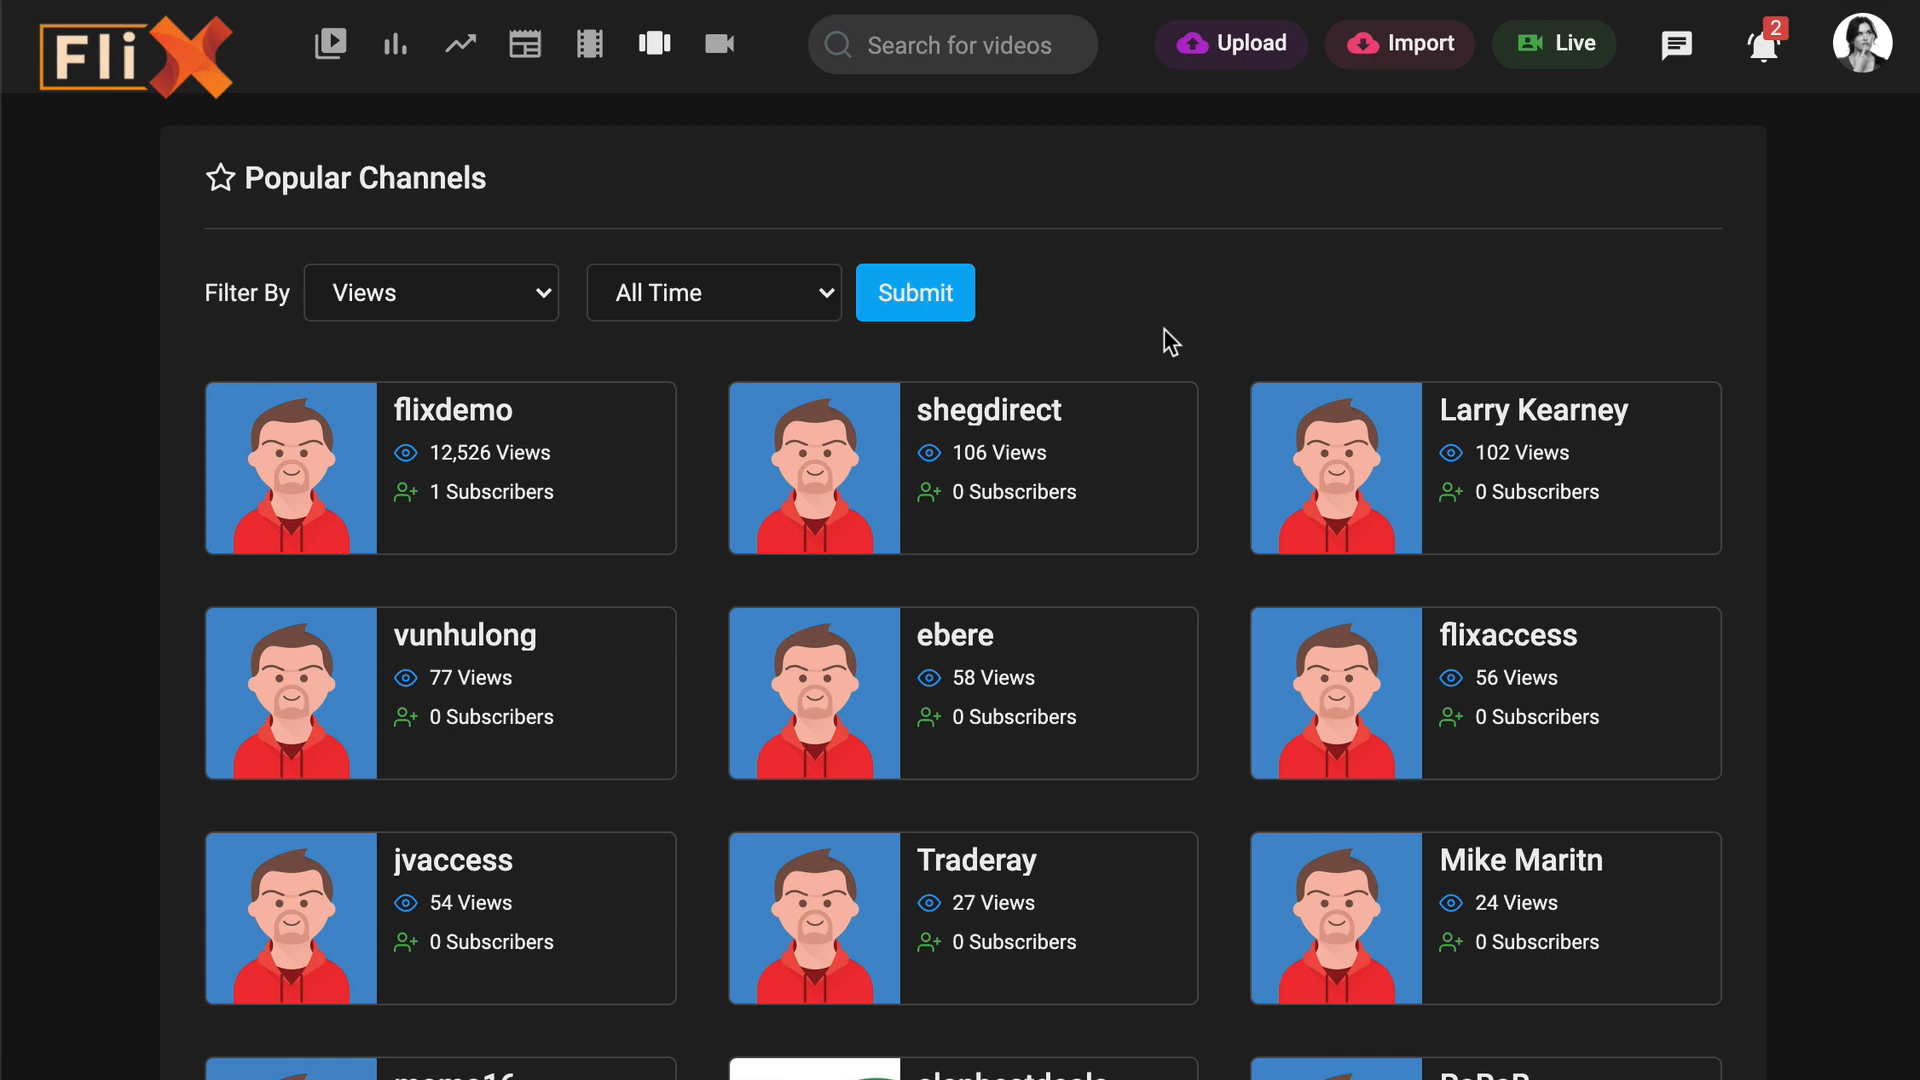 FliX
Search for videos
Upload
Import
Live
2
Popular Channels
Filter By
Views
All Time
Submit
flixdemo
12,526 Views
1 Subscribers
shegdirect
106 Views
0 Subscribers
Larry Kearney
102 Views
0 Subscribers
vunhulong
77 Views
0 Subscribers
ebere
58 Views
0 Subscribers
flixaccess
56 Views
0 Subscribers
jvaccess
54 Views
0 Subscribers
Traderay
27 Views
0 Subscribers
Mike Maritn
24 Views
0 Subscribers